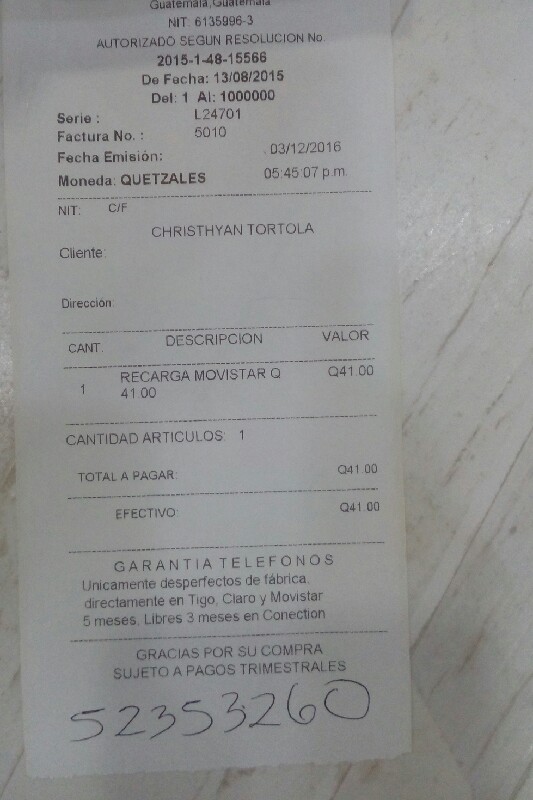 Guatemala, Guatemala
NIT: 6135996-3
AUTORIZADO SEGUN RESOLUCION No.
2015-1-48-15566
De Fecha: 13/08/2015
Del: 1 Al: 1000000
Serie : L24701
Factura No. : 5010
Fecha Emisión: 03/12/2016
Moneda: QUETZALES 05:45:07 p.m.
NIT: C/F
CHRISTHYAN TORTOLA
Cliente:
Dirección:
CANT. DESCRIPCION VALOR
1 RECARGA MOVISTAR Q Q41.00
41.00
CANTIDAD ARTICULOS: 1
TOTAL A PAGAR: Q41.00
EFECTIVO: Q41.00
GARANTIA TELEFONOS
Unicamente desperfectos de fábrica,
directamente en Tigo, Claro y Movistar
5 meses, Libres 3 meses en Conection
GRACIAS POR SU COMPRA
SUJETO A PAGOS TRIMESTRALES
52353260